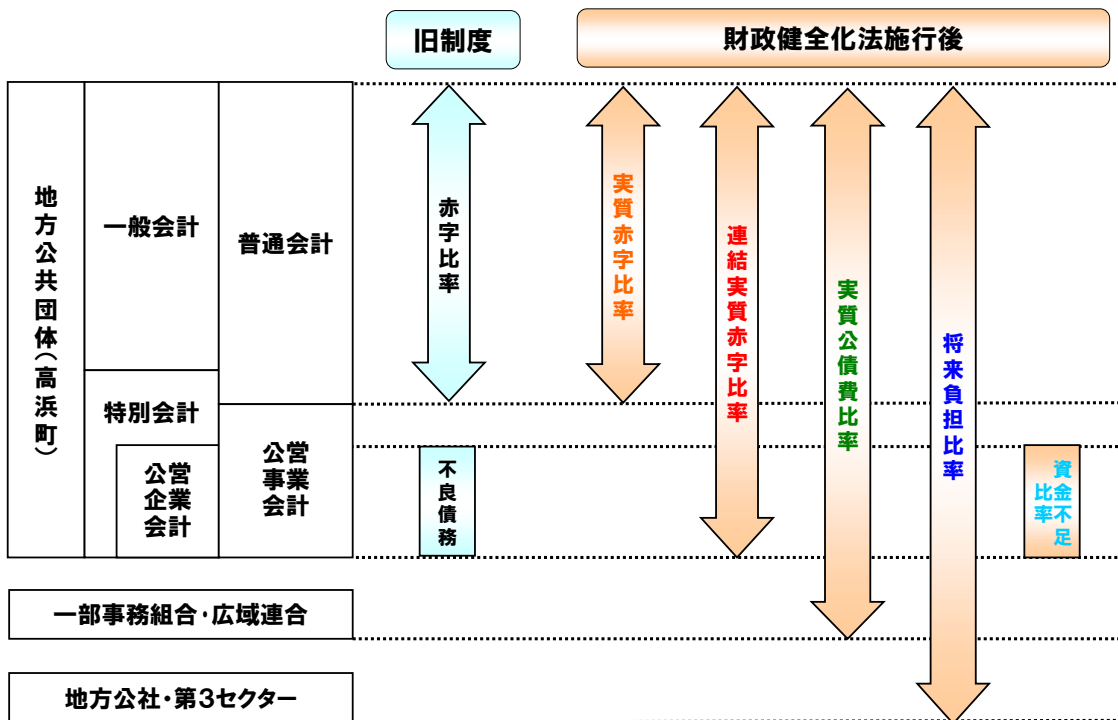 旧制度
財政健全化法施行後
地方公共団体(高浜町)
一般会計
普通会計
特別会計
公営
企業
会計
公営
事業
会計
赤字比率
不良債務
実質赤字比率
連結実質赤字比率
実質公債費比率
将来負担比率
資金不足
比率
一部事務組合・広域連合
地方公社・第3セクター